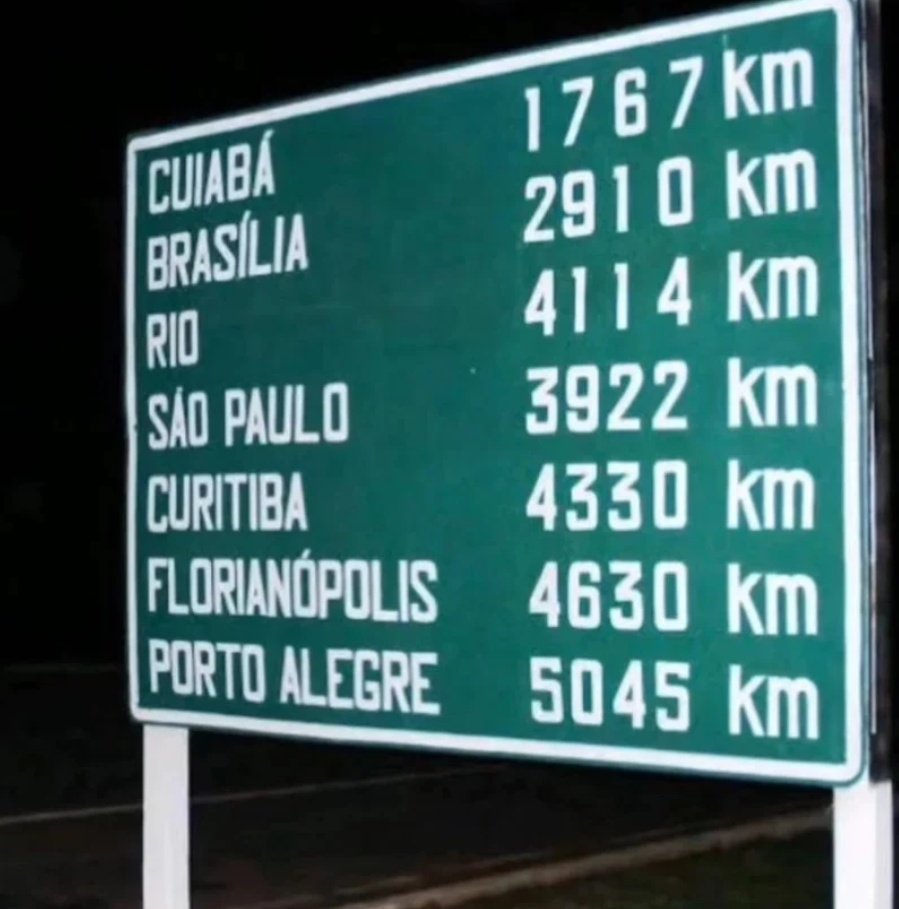 CUIABÁ 1767 km
BRASÍLIA 2910 km
RIO 4114 km
SÁO PAULO 3922 km
CURITIBA 4330 km
FLORIANÓPOLIS 4630 km
PORTO ALEGRE 5045 km